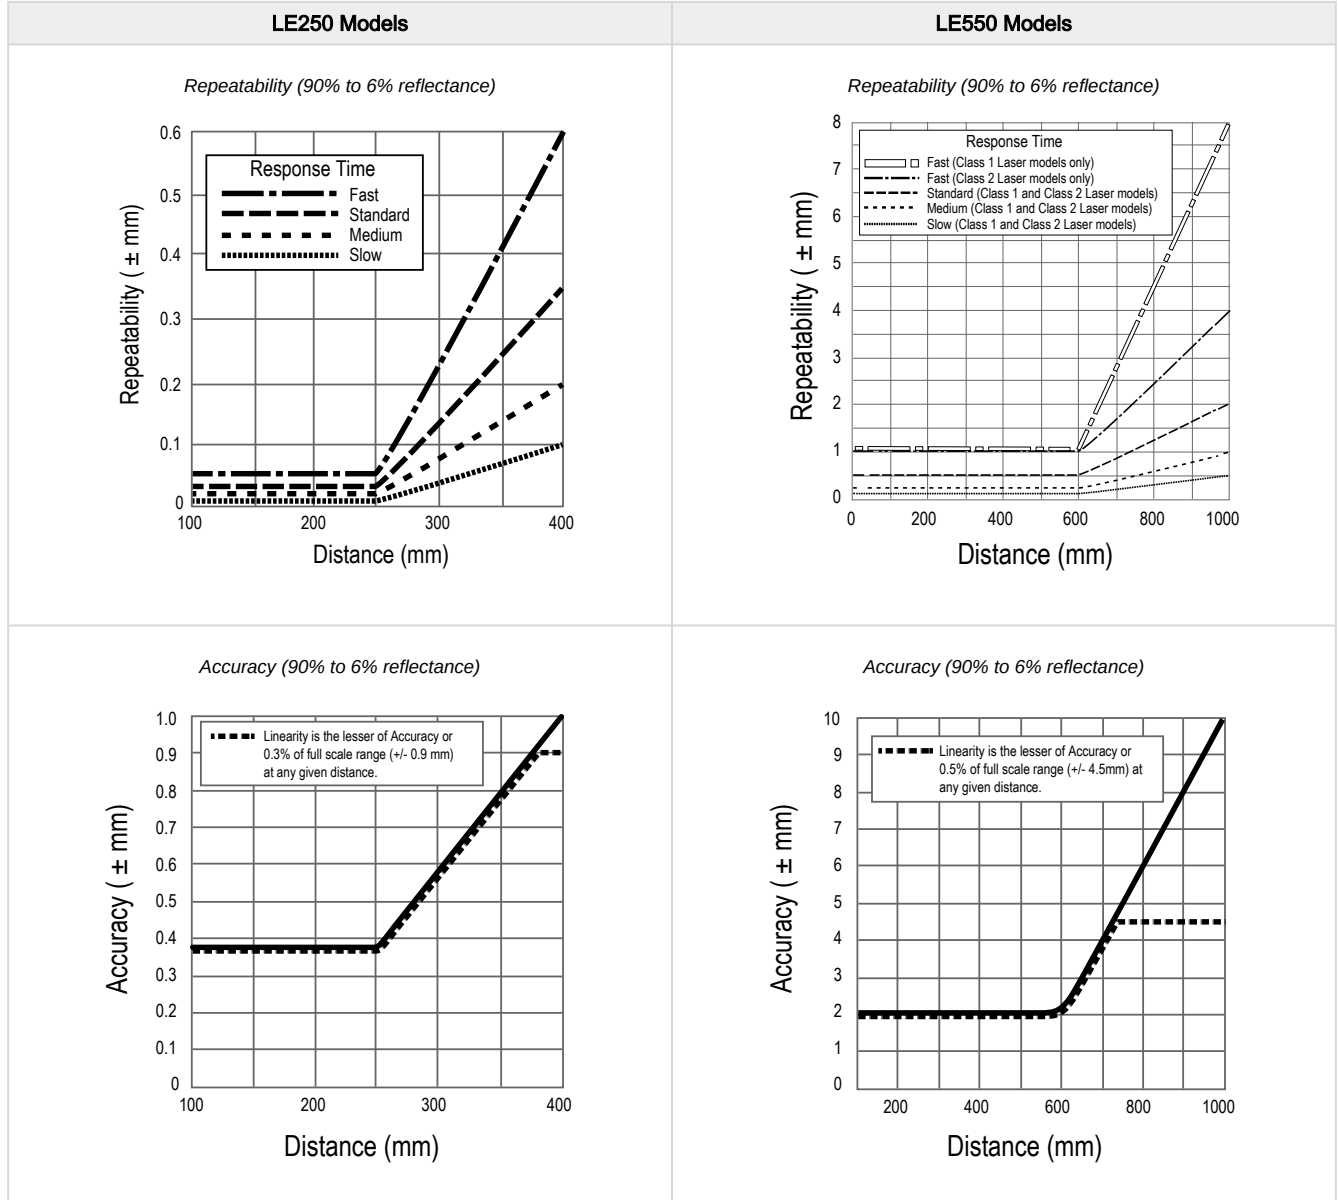 LE250 Models
LE550 Models
Repeatability (90% to 6% reflectance)
0.6
0.5
0.4
0.3
0.2
0.1
0
Repeatability ( ± mm)
Response Time
Fast
Standard
Medium
Slow
100
200
300
400
Distance (mm)
Repeatability (90% to 6% reflectance)
8
7
6
5
4
3
2
1
0
Repeatability ( ± mm)
Response Time
Fast (Class 1 Laser models only)
Fast (Class 2 Laser models only)
Standard (Class 1 and Class 2 Laser models)
Medium (Class 1 and Class 2 Laser models)
Slow (Class 1 and Class 2 Laser models)
0
200
400
600
800
1000
Distance (mm)
Accuracy (90% to 6% reflectance)
1.0
0.9
0.8
0.7
0.6
0.5
0.4
0.3
0.2
0.1
0
Accuracy ( ± mm)
Linearity is the lesser of Accuracy or
0.3% of full scale range (+/- 0.9 mm)
at any given distance.
100
200
300
400
Distance (mm)
Accuracy (90% to 6% reflectance)
10
9
8
7
6
5
4
3
2
1
0
Accuracy ( ± mm)
Linearity is the lesser of Accuracy or
0.5% of full scale range (+/- 4.5mm) at
any given distance.
200
400
600
800
1000
Distance (mm)